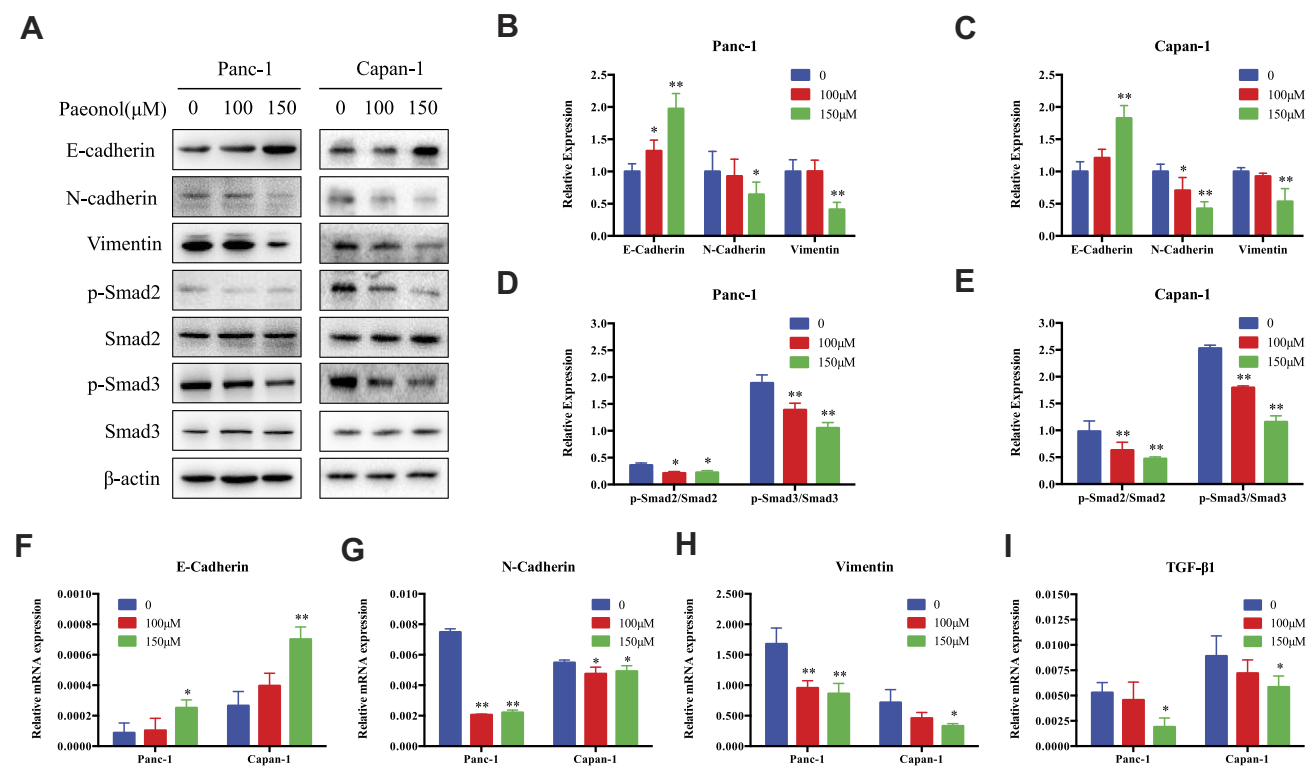 A
Panc-1 Capan-1
Paeonol(μM) 0 100 150 0 100 150
E-cadherin
N-cadherin
Vimentin
p-Smad2
Smad2
p-Smad3
Smad3
β-actin
B
Panc-1
Relative Expression
2.5
2.0
1.5
1.0
0.5
0.0
0
100μM
150μM
* ** * **
E-Cadherin N-Cadherin Vimentin
C
Capan-1
Relative Expression
2.5
2.0
1.5
1.0
0.5
0.0
0
100μM
150μM
** * ** **
E-Cadherin N-Cadherin Vimentin
D
Panc-1
Relative Expression
3.0
2.5
2.0
1.5
1.0
0.5
0.0
0
100μM
150μM
* * ** **
p-Smad2/Smad2 p-Smad3/Smad3
E
Capan-1
Relative Expression
3.0
2.5
2.0
1.5
1.0
0.5
0.0
0
100μM
150μM
** ** ** **
p-Smad2/Smad2 p-Smad3/Smad3
F
E-Cadherin
Relative mRNA expression
0.0010
0.0008
0.0006
0.0004
0.0002
0.0000
0
100μM
150μM
* **
Panc-1 Capan-1
G
N-Cadherin
Relative mRNA expression
0.010
0.008
0.006
0.004
0.002
0.000
0
100μM
150μM
** ** * *
Panc-1 Capan-1
H
Vimentin
Relative mRNA expression
2.500
2.000
1.500
1.000
0.500
0.000
0
100μM
150μM
** ** *
Panc-1 Capan-1
I
TGF-β1
Relative mRNA expression
0.0150
0.0125
0.0100
0.0075
0.0050
0.0025
0.0000
0
100μM
150μM
* *
Panc-1 Capan-1